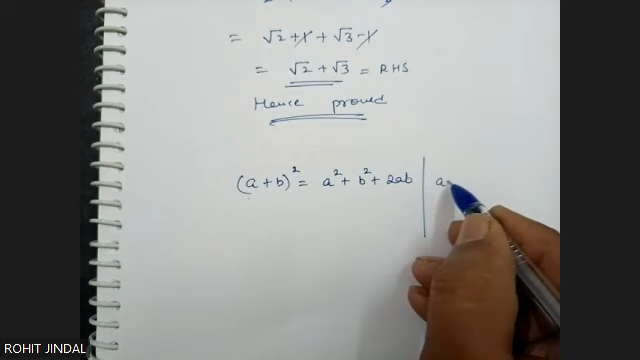 = √2 + 1 + √3 - 1
= √2 + √3 = RHS
Hence proved
(a + b)² = a² + b² + 2ab | a
ROHIT JINDAL